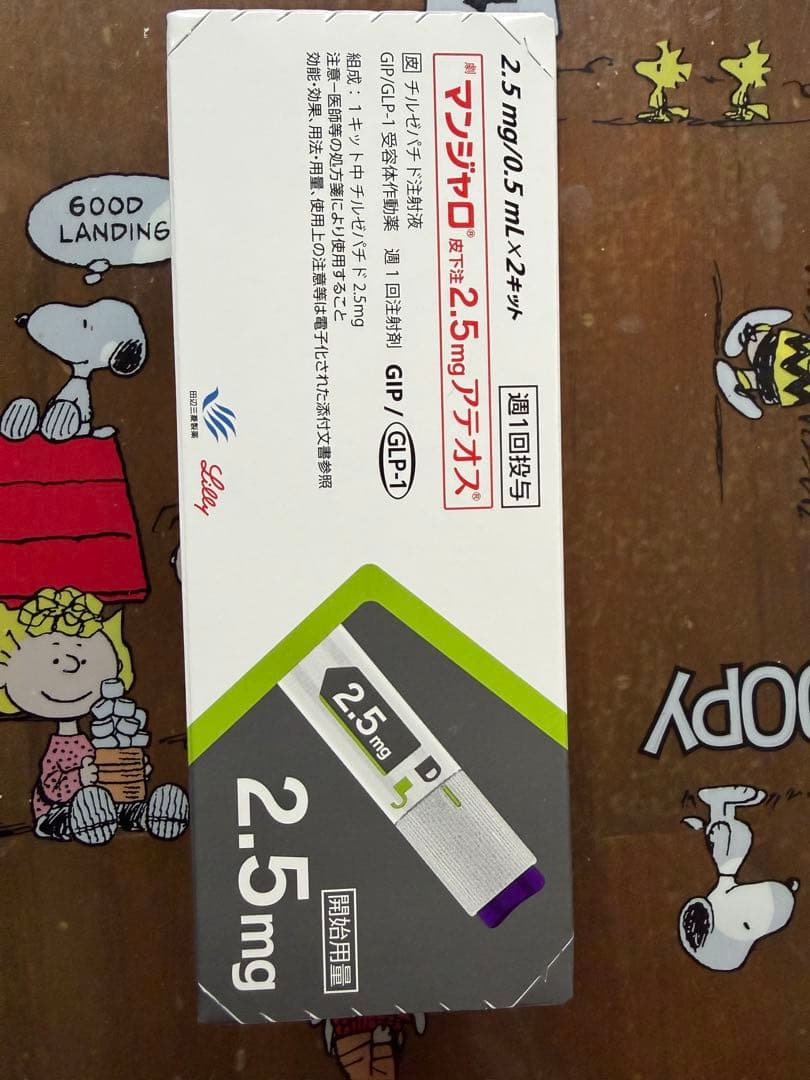 2.5 mg/0.5 mL×2キット
週1回投与
劇 マンジャロ® 皮下注2.5mgアテオス®
皮 チルゼパチド注射液
GIP/GLP-1 受容体作動薬 週1回注射剤 GIP / GLP-1
組成：1キット中 チルゼパチド 2.5mg
注意－医師等の処方箋により使用すること
効能・効果、用法・用量、使用上の注意等は電子化された添付文書参照
田辺三菱製薬
Lilly
2.5 mg
開始用量
2.5mg
GOOD
LANDING
OOPY